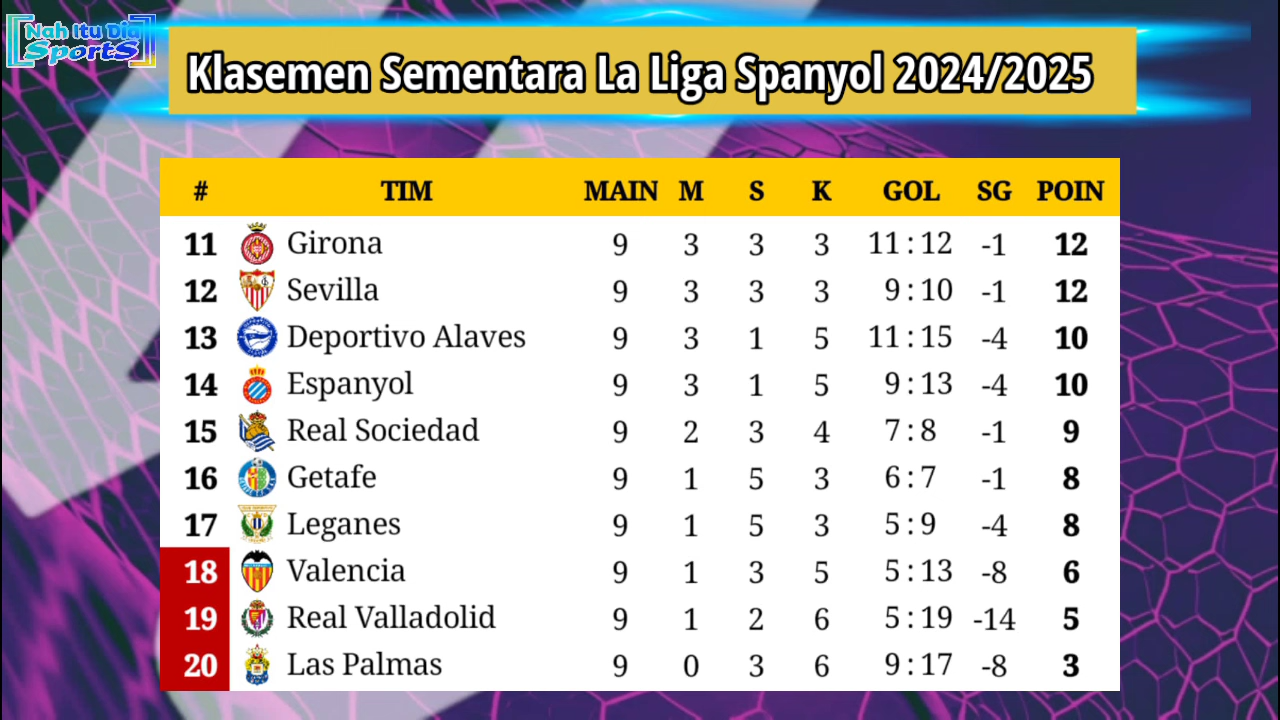 Nah Itu Dia
SportS
Klasemen Sementara La Liga Spanyol 2024/2025
# TIM MAIN M S K GOL SG POIN
11 Girona 9 3 3 3 11:12 -1 12
12 Sevilla 9 3 3 3 9:10 -1 12
13 Deportivo Alaves 9 3 1 5 11:15 -4 10
14 Espanyol 9 3 1 5 9:13 -4 10
15 Real Sociedad 9 2 3 4 7:8 -1 9
16 Getafe 9 1 5 3 6:7 -1 8
17 Leganes 9 1 5 3 5:9 -4 8
18 Valencia 9 1 3 5 5:13 -8 6
19 Real Valladolid 9 1 2 6 5:19 -14 5
20 Las Palmas 9 0 3 6 9:17 -8 3